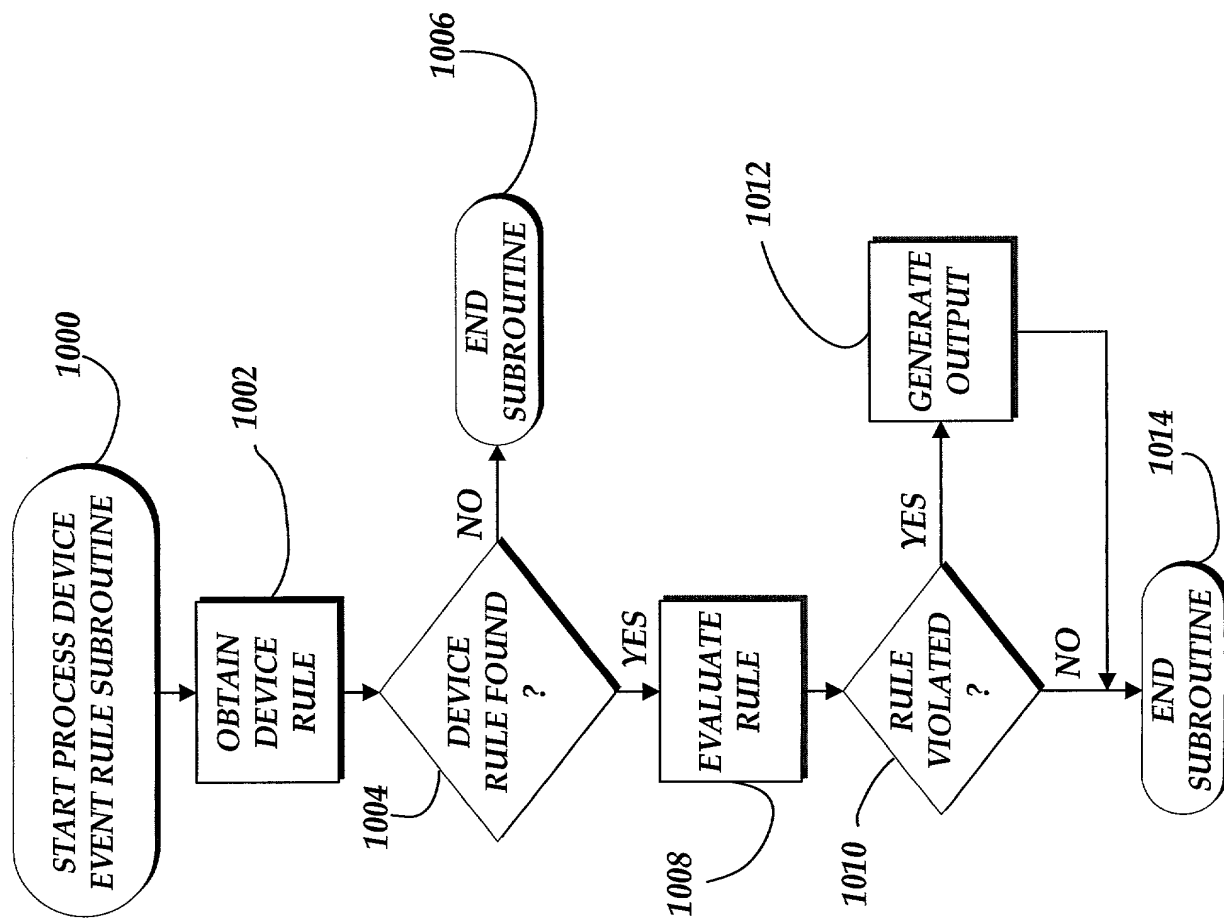 1000
START PROCESS DEVICE
EVENT RULE SUBROUTINE
1002
OBTAIN
DEVICE
RULE
1004
DEVICE
RULE FOUND
?
NO
1006
END
SUBROUTINE
YES
1008
EVALUATE
RULE
1010
RULE
VIOLATED
?
YES
1012
GENERATE
OUTPUT
NO
1014
END
SUBROUTINE